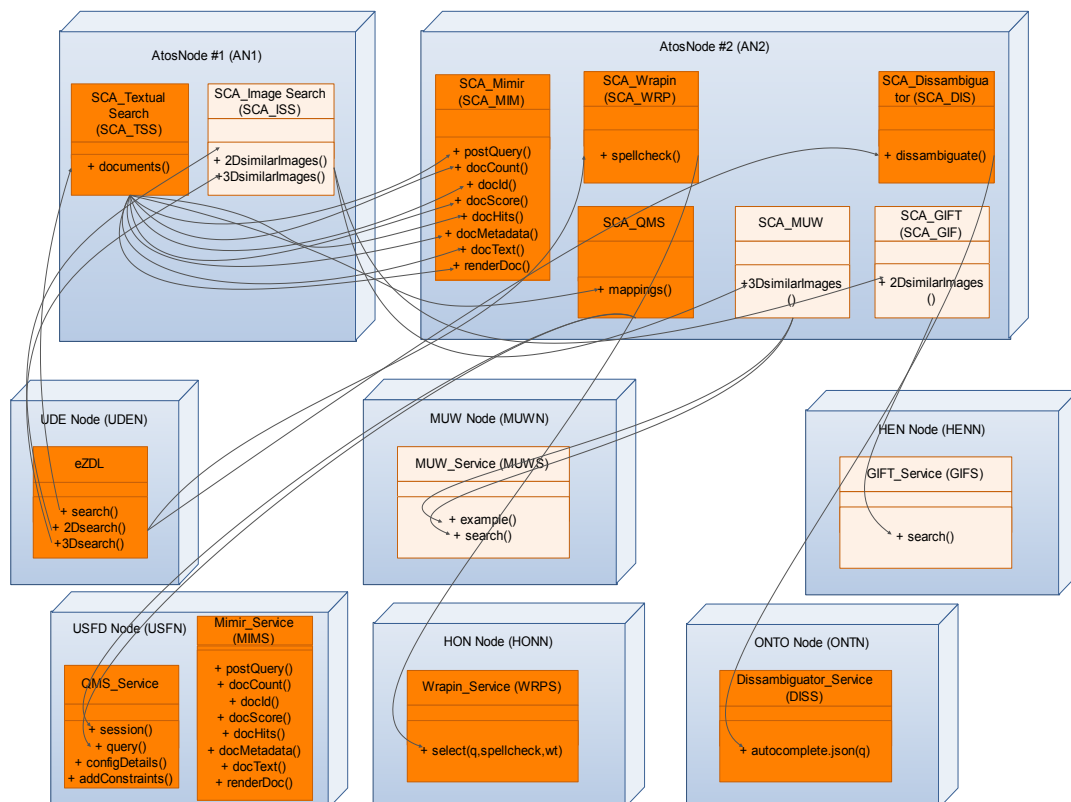 AtosNode #1 (AN1)
SCA_Textual
Search
(SCA_TSS)
+ documents()
SCA_Image Search
(SCA_ISS)
+ 2DsimilarImages()
+3DsimilarImages()
AtosNode #2 (AN2)
SCA_Mimir
(SCA_MIM)
+ postQuery()
+ docCount()
+ docId()
+ docScore()
+ docHits()
+ docMetadata()
+ docText()
+ renderDoc()
SCA_Wrapin
(SCA_WRP)
+ spellcheck()
SCA_Dissambigua
tor (SCA_DIS)
+ dissambiguate()
SCA_QMS
+ mappings()
SCA_MUW
+3DsimilarImages
()
SCA_GIFT
(SCA_GIF)
+ 2DsimilarImages
()
UDE Node (UDEN)
eZDL
+ search()
+ 2Dsearch()
+3Dsearch()
MUW Node (MUWN)
MUW_Service (MUWS)
+ example()
+ search()
HEN Node (HENN)
GIFT_Service (GIFS)
+ search()
USFD Node (USFN)
QMS_Service
+ session()
+ query()
+ configDetails()
+ addConstraints()
Mimir_Service
(MIMS)
+ postQuery()
+ docCount()
+ docId()
+ docScore()
+ docHits()
+ docMetadata()
+ docText()
+ renderDoc()
HON Node (HONN)
Wrapin_Service (WRPS)
+ select(q,spellcheck,wt)
ONTO Node (ONTN)
Dissambiguator_Service
(DISS)
+ autocomplete.json(q)